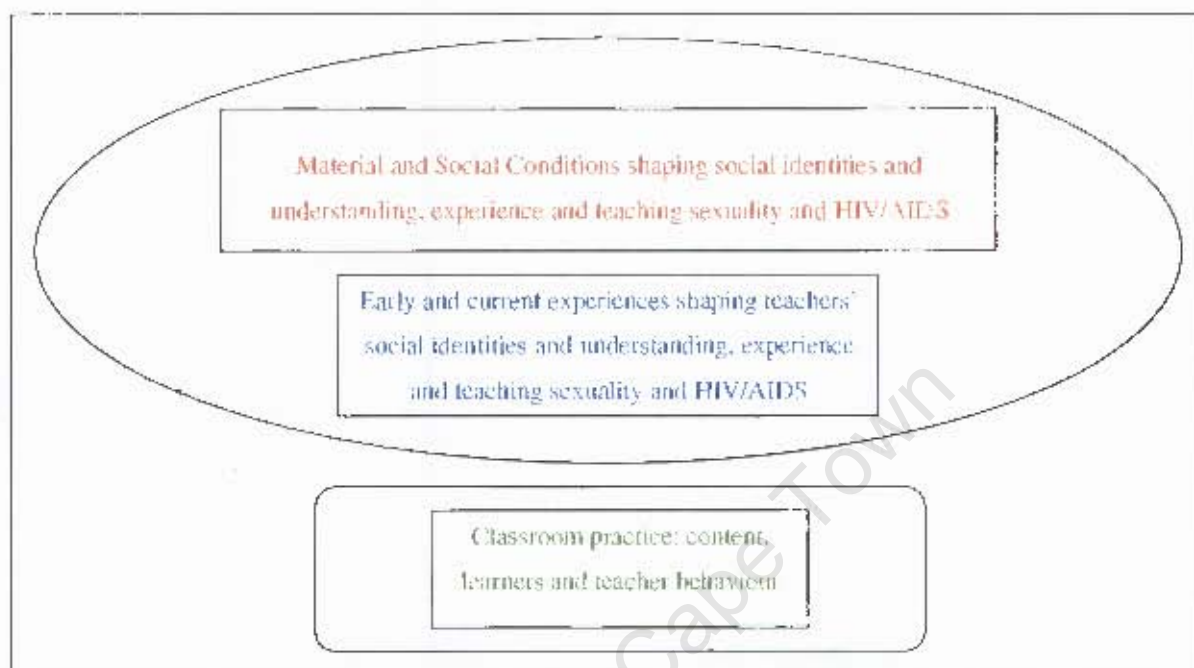 Material and Social Conditions shaping social identities and
understanding, experience and teaching sexuality and HIV/AIDS
Early and current experiences shaping teachers'
social identities and understanding, experience
and teaching sexuality and HIV/AIDS
Classroom practice: content,
learners and teacher behaviour
Cape Town